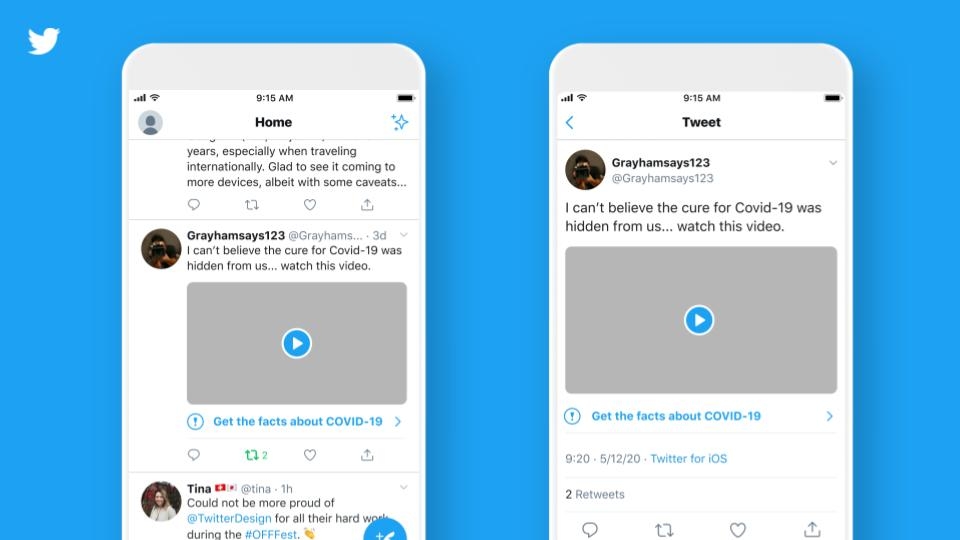 9:15 AM
Home
years, especially when traveling
internationally. Glad to see it coming to
more devices, albeit with some caveats...
Grayhamsays123 @Grayhams... · 3d
I can't believe the cure for Covid-19 was
hidden from us... watch this video.
Get the facts about COVID-19
2
Tina 🇨🇭🇯🇵 @tina · 1h
Could not be more proud of
@TwitterDesign for all their hard work
during the #OFFFest. 👏
9:15 AM
Tweet
Grayhamsays123
@Grayhamsays123
I can't believe the cure for Covid-19 was
hidden from us... watch this video.
Get the facts about COVID-19
9:20 · 5/12/20 · Twitter for iOS
2 Retweets